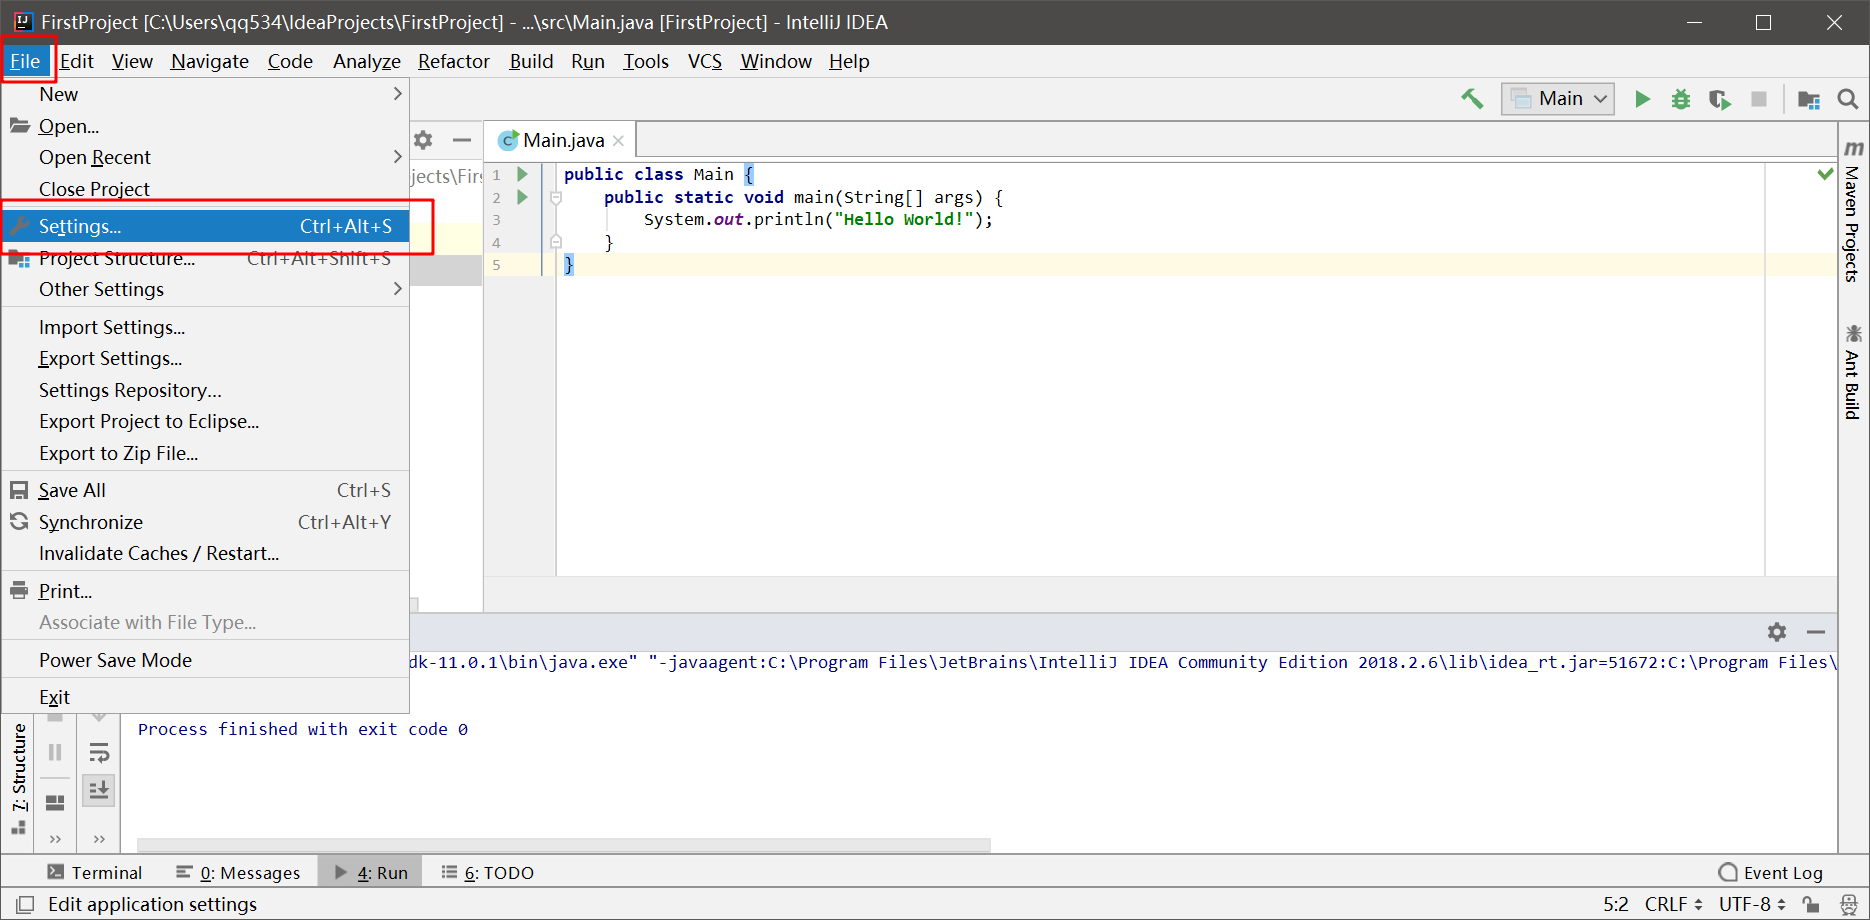 FirstProject [C:\Users\qq534\IdeaProjects\FirstProject] - ...\src\Main.java [FirstProject] - IntelliJ IDEA
File Edit View Navigate Code Analyze Refactor Build Run Tools VCS Window Help
New
Open...
Open Recent
Close Project
Settings... Ctrl+Alt+S
Project Structure... Ctrl+Alt+Shift+S
Other Settings
Import Settings...
Export Settings...
Settings Repository...
Export Project to Eclipse...
Export to Zip File...
Save All Ctrl+S
Synchronize Ctrl+Alt+Y
Invalidate Caches / Restart...
Print...
Associate with File Type...
Power Save Mode
Exit
Main
jects\Firs
Main.java
1 public class Main {
2 public static void main(String[] args) {
3 System.out.println("Hello World!");
4 }
5 }
Maven Projects
Ant Build
dk-11.0.1\bin\java.exe" "-javaagent:C:\Program Files\JetBrains\IntelliJ IDEA Community Edition 2018.2.6\lib\idea_rt.jar=51672:C:\Program Files\
Process finished with exit code 0
7: Structure
Terminal 0: Messages 4: Run 6: TODO Event Log
Edit application settings 5:2 CRLF UTF-8